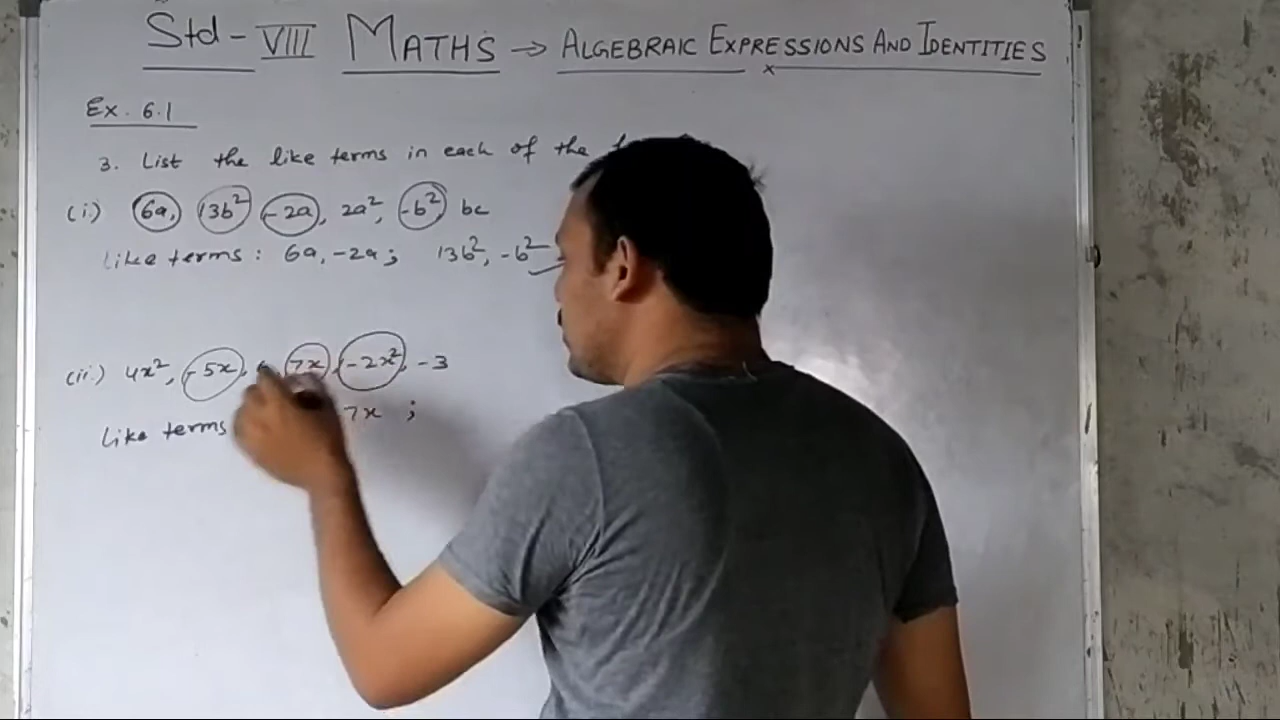 Std - VIII MATHS → ALGEBRAIC EXPRESSIONS AND IDENTITIES
Ex. 6.1
3. List the like terms in each of the
(i.) 6a, 13b², -2a, 2a², -b² bc
Like terms : 6a, -2a ; 13b², -b²
(ii.) 4x², -5x, 7x, -2x², -3
Like terms 7x ;